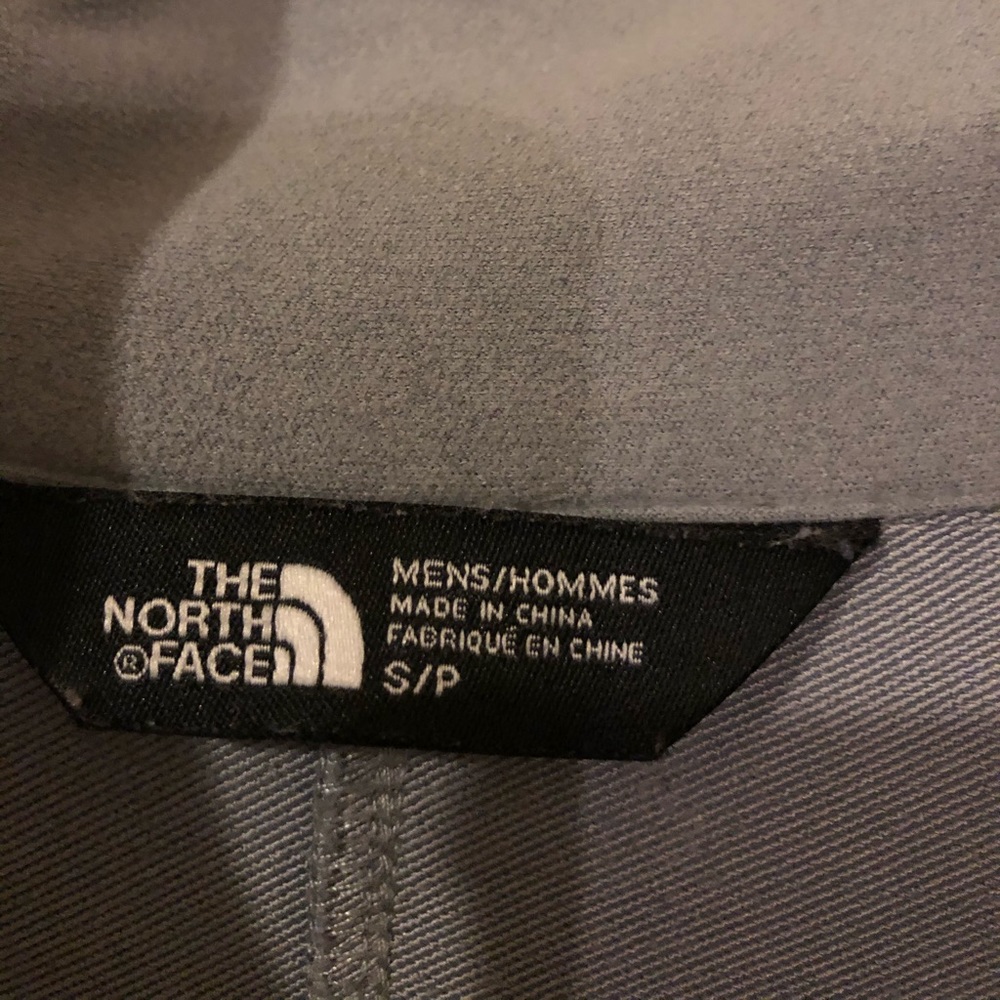 THE
NORTH
®FACE
MENS/HOMMES
MADE IN CHINA
FABRIQUÉ EN CHINE
S/P